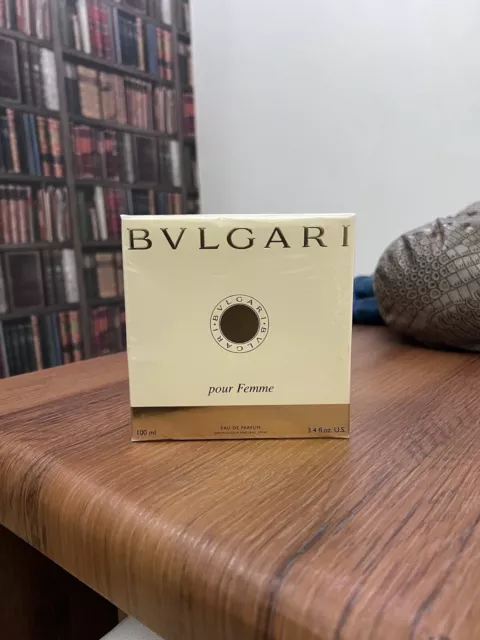 BVLGARI
BVLGARI · BVLGARI ·
pour Femme
EAU DE PARFUM
100 ml
3.4 fl.oz. U.S.